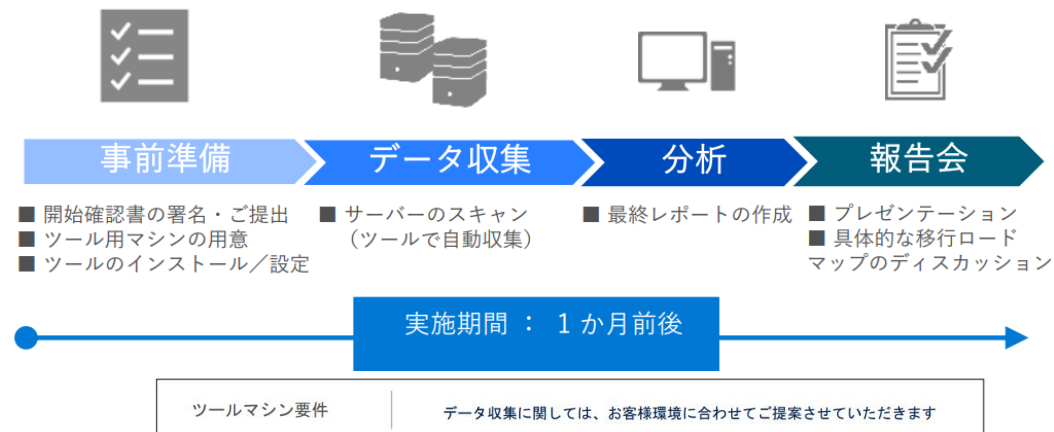 事前準備
データ収集
分析
報告会
■ 開始確認書の署名・ご提出
■ ツール用マシンの用意
■ ツールのインストール／設定
■ サーバーのスキャン
（ツールで自動収集）
■ 最終レポートの作成
■ プレゼンテーション
■ 具体的な移行ロード
マップのディスカッション
実施期間 ： 1 か月前後
ツールマシン要件
データ収集に関しては、お客様環境に合わせてご提案させていただきます